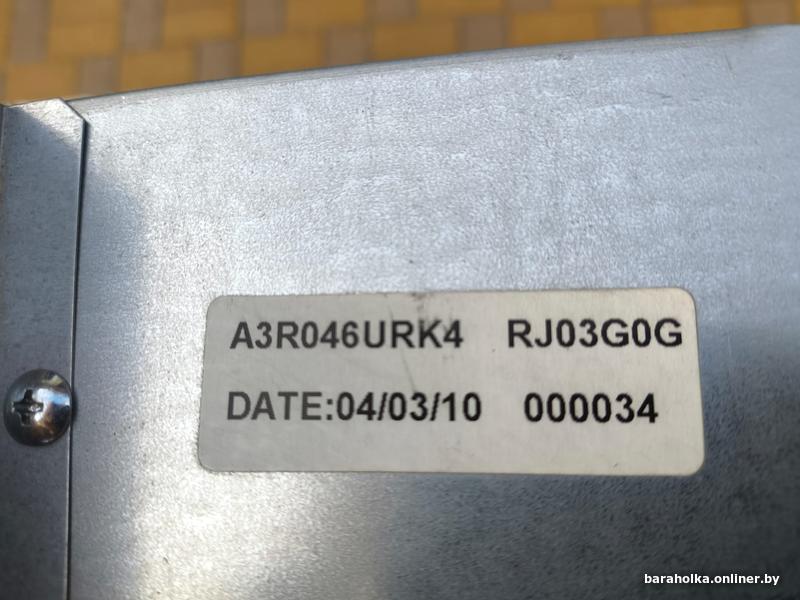 A3R046URK4 RJ03G0G
DATE:04/03/10 000034
baraholka.onliner.by